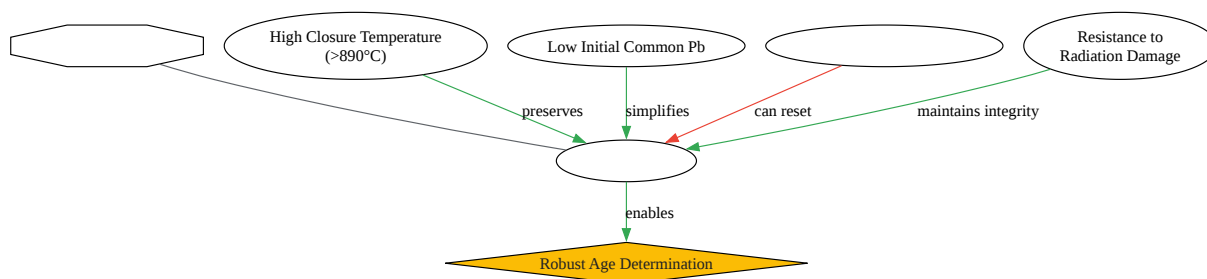 High Closure Temperature
(>890°C)
Low Initial Common Pb
Resistance to
Radiation Damage
preserves
simplifies
can reset
maintains integrity
enables
Robust Age Determination